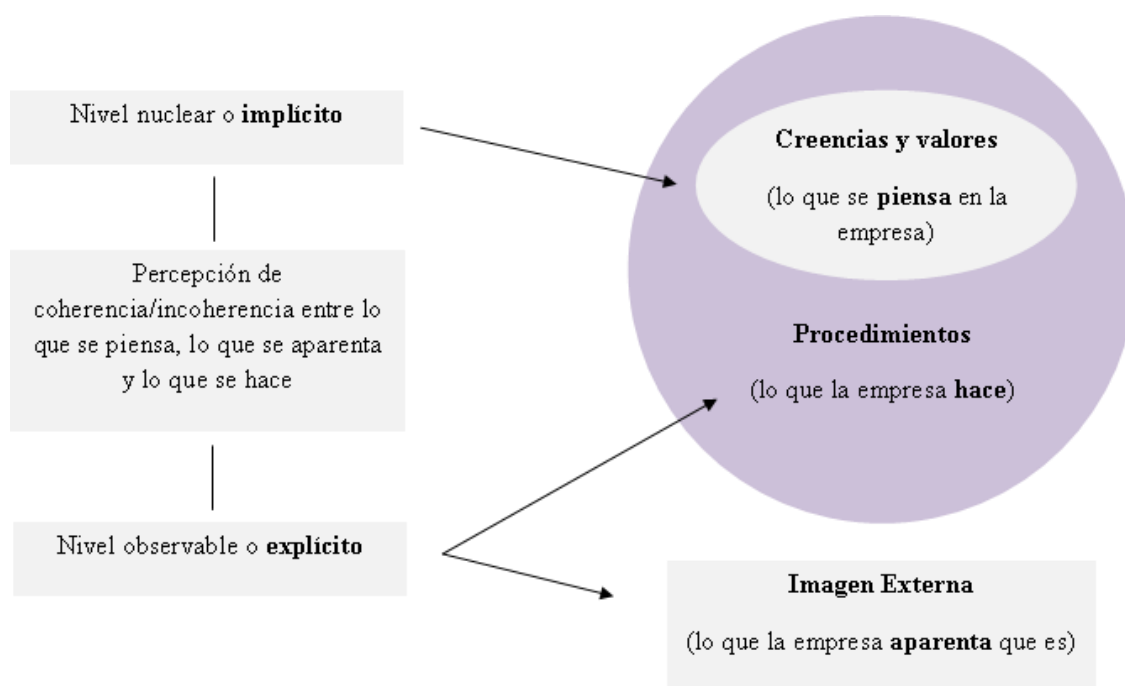 Nivel nuclear o implícito
Percepción de
coherencia/incoherencia entre lo
que se piensa, lo que se aparenta
y lo que se hace
Nivel observable o explícito
Creencias y valores
(lo que se piensa en la
empresa)
Procedimientos
(lo que la empresa hace)
Imagen Externa
(lo que la empresa aparenta que es)